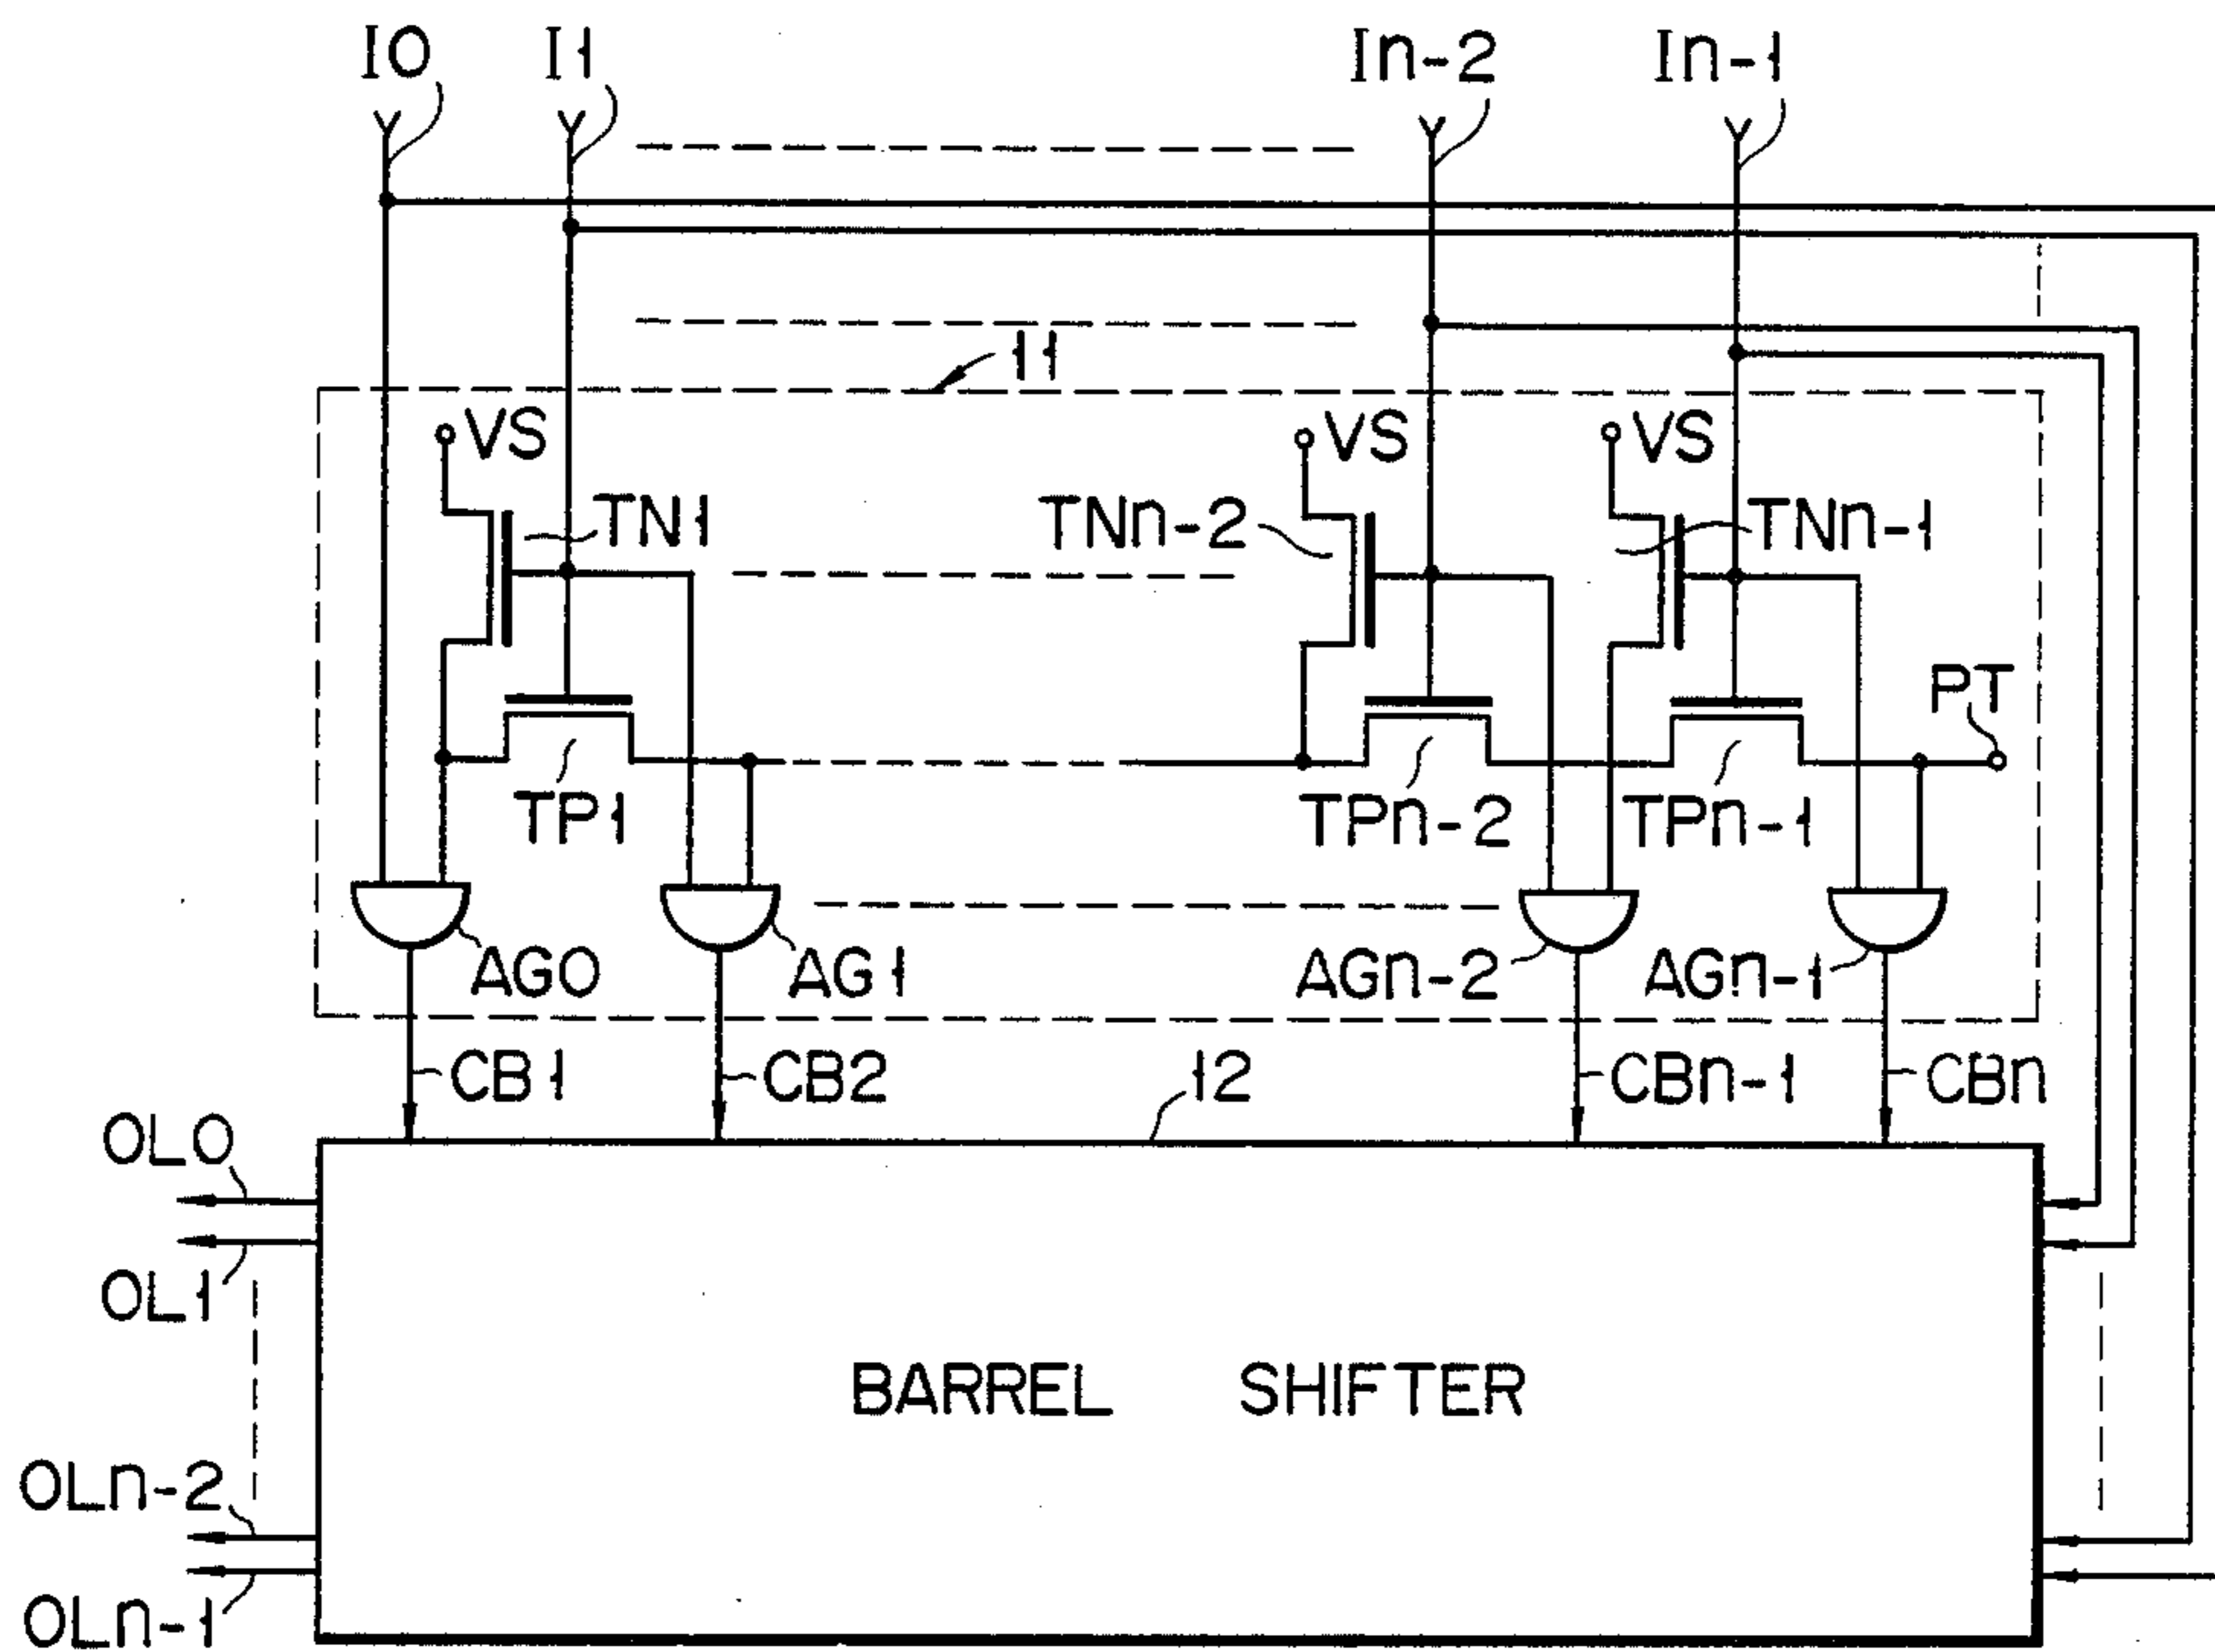 I0 I1 In-2 In-1
11
VS VS VS
TN1 TNn-2 TNn-1
PT
TP1 TPn-2 TPn-1
AG0 AG1 AGn-2 AGn-1
CB1 CB2 12 CBn-1 CBn
OL0
OL1
BARREL SHIFTER
OLn-2
OLn-1